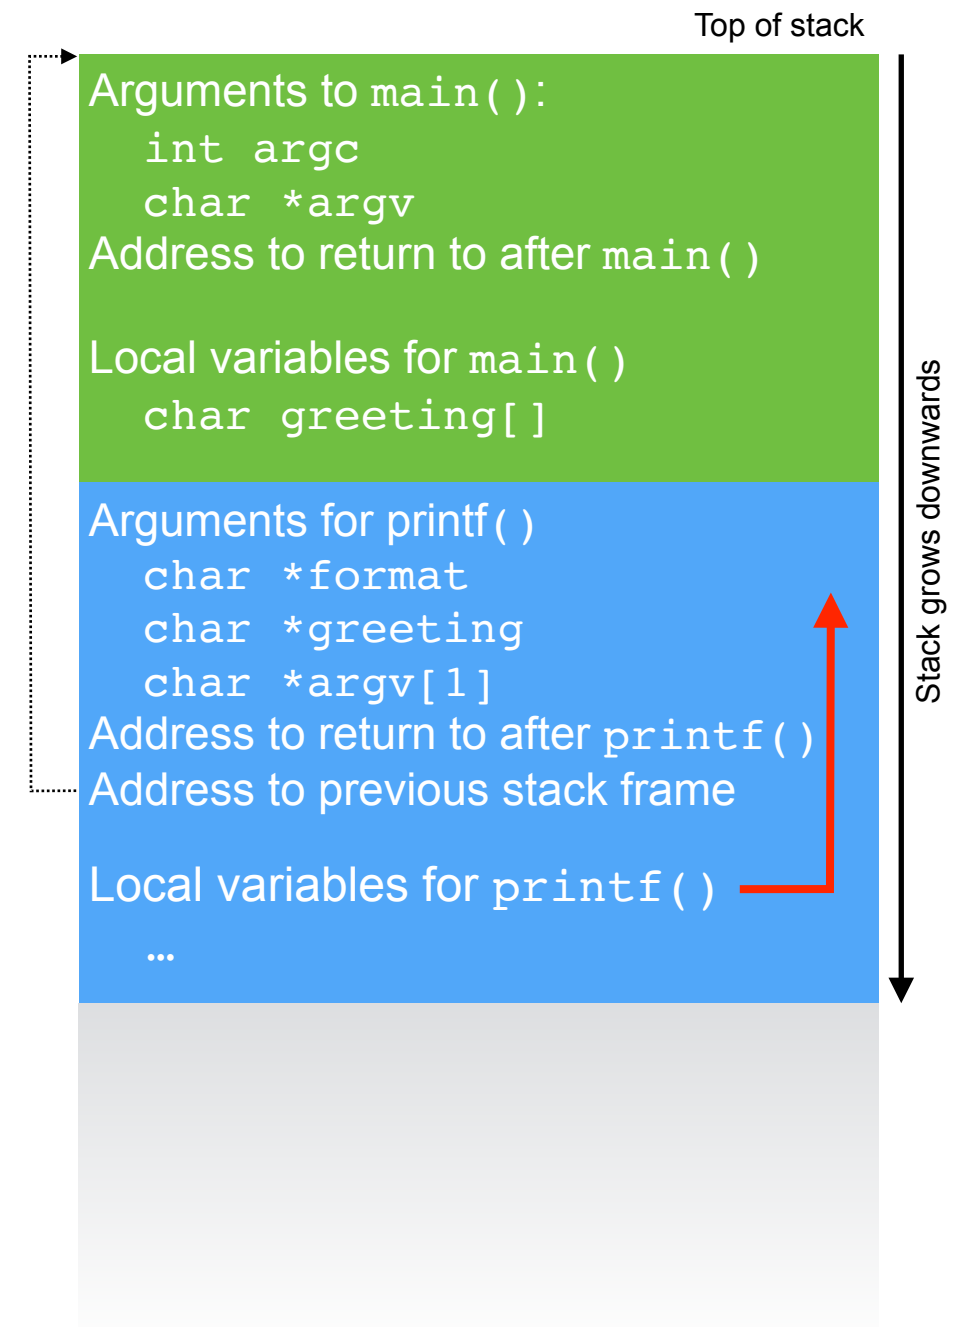 Top of stack
Arguments to main():
int argc
char *argv
Address to return to after main()
Local variables for main()
char greeting[]
Arguments for printf()
char *format
char *greeting
char *argv[1]
Address to return to after printf()
Address to previous stack frame
Local variables for printf()
…
Stack grows downwards